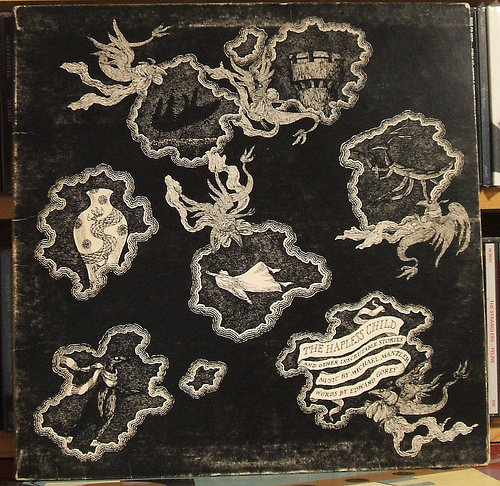 THE HAPLESS CHILD
AND OTHER INSCRUTABLE STORIES
MUSIC BY MICHAEL MANTLER
WORDS BY EDWARD GOREY